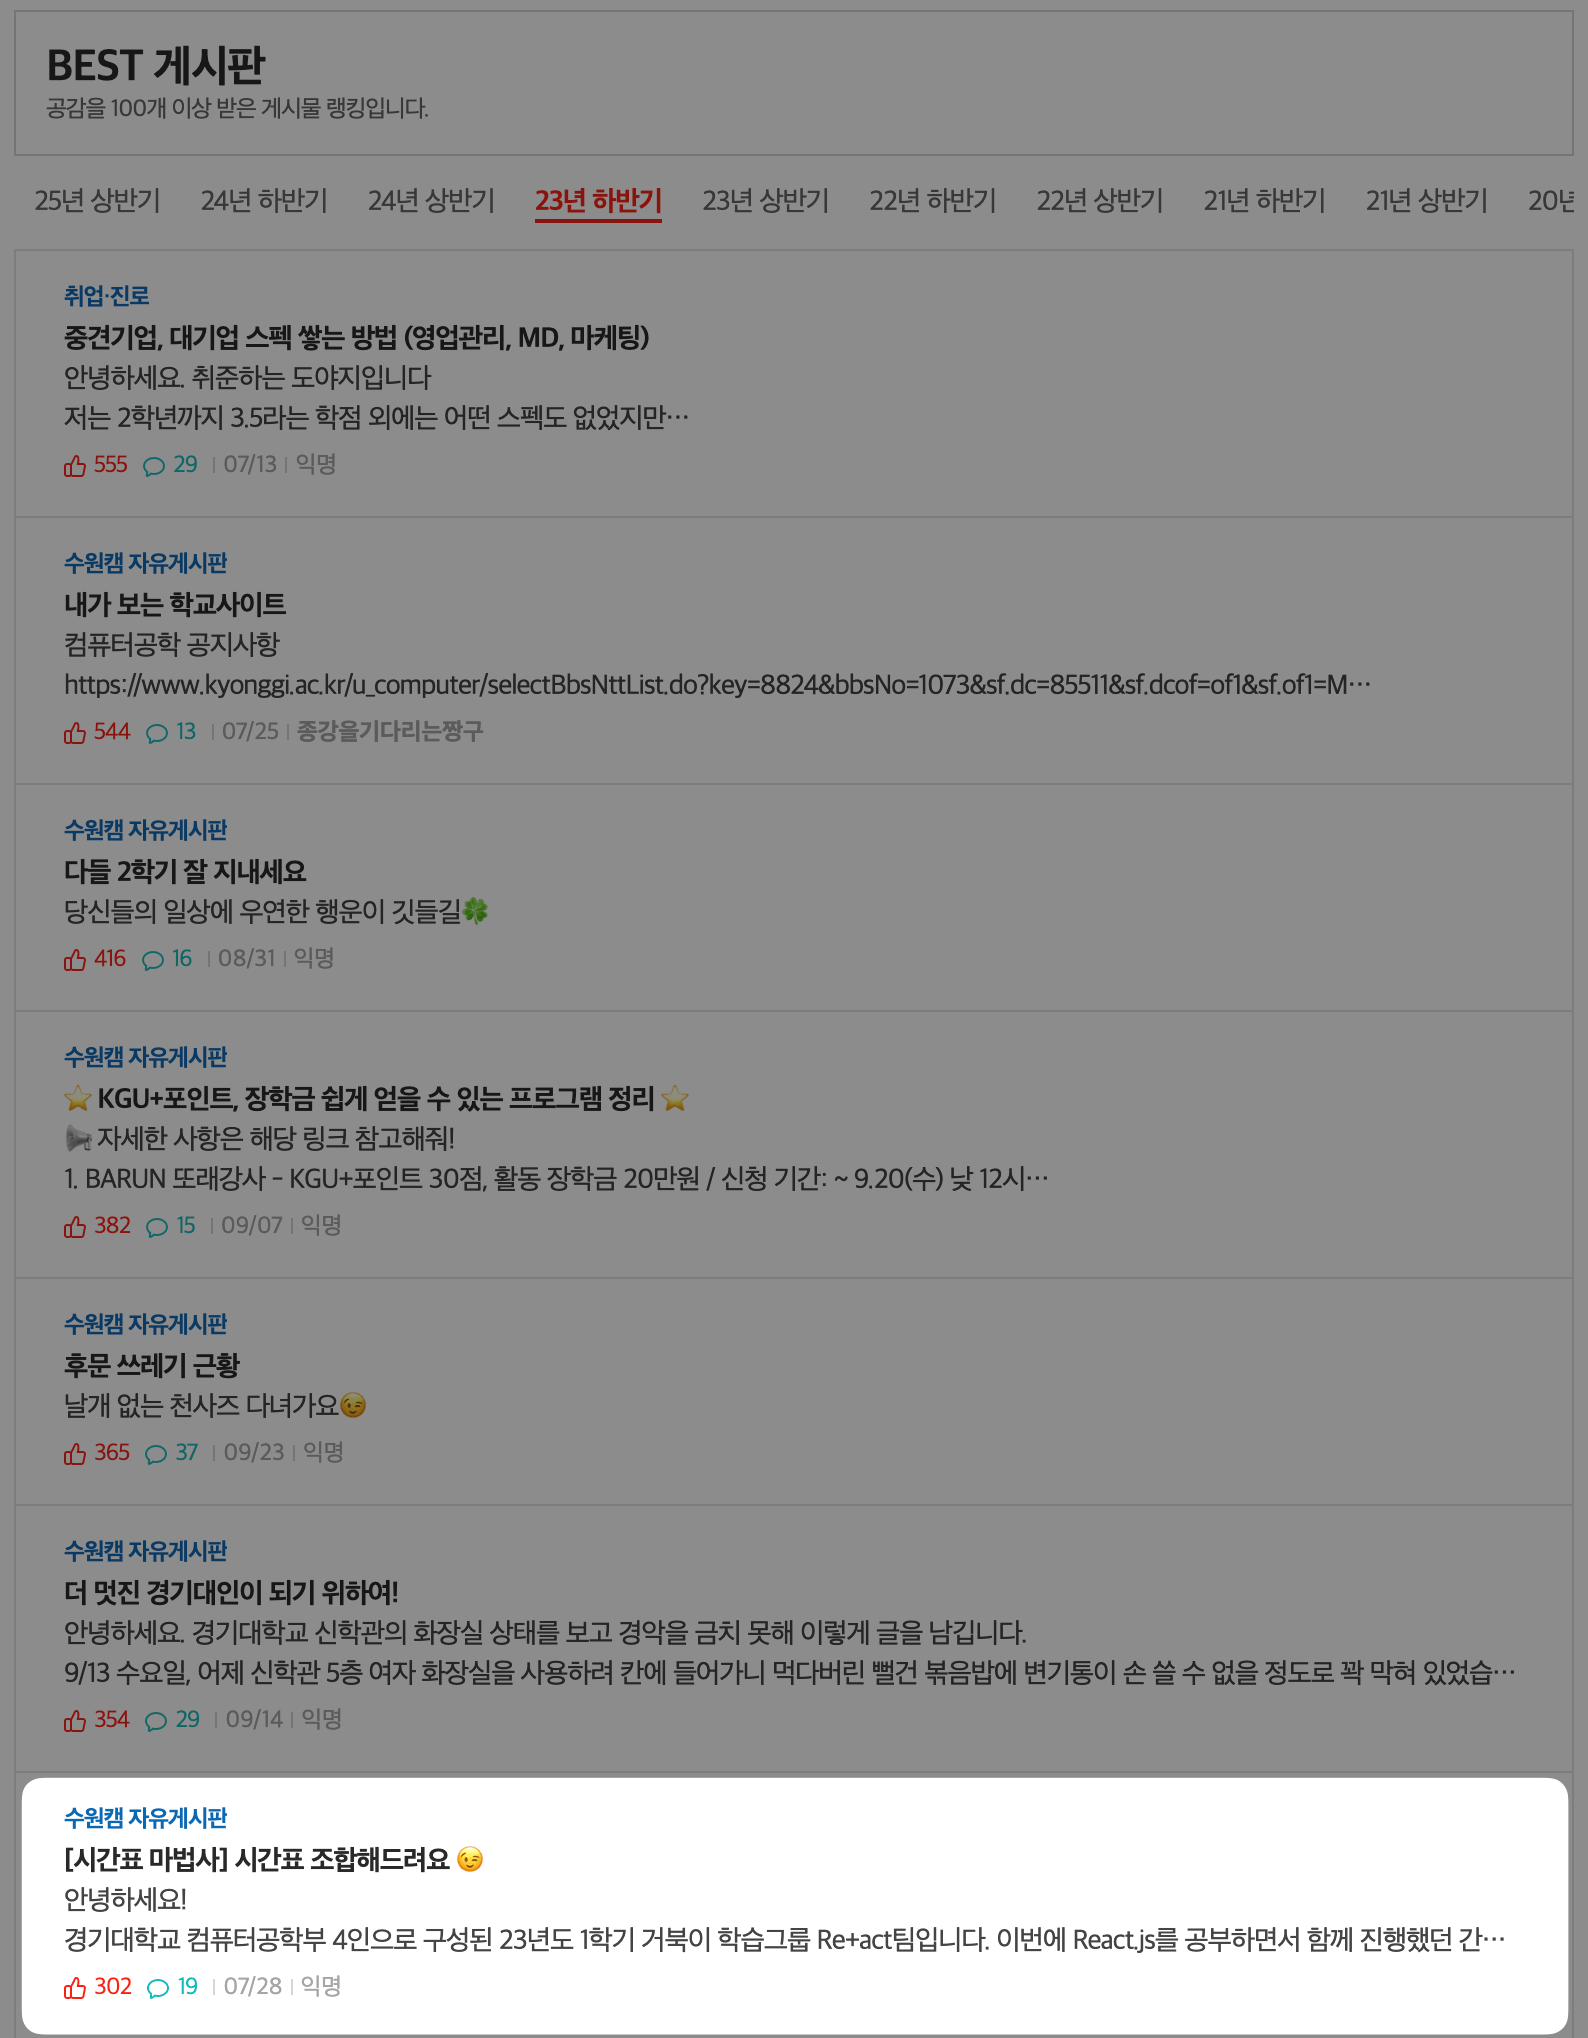 BEST 게시판
공감을 100개 이상 받은 게시물 랭킹입니다.
25년 상반기 24년 하반기 24년 상반기 23년 하반기 23년 상반기 22년 하반기 22년 상반기 21년 하반기 21년 상반기 20년
취업·진로
중견기업, 대기업 스펙 쌓는 방법 (영업관리, MD, 마케팅)
안녕하세요. 취준하는 도야지입니다
저는 2학년까지 3.5라는 학점 외에는 어떤 스펙도 없었지만…
555 29 | 07/13 | 익명
수원캠 자유게시판
내가 보는 학교사이트
컴퓨터공학 공지사항
https://www.kyonggi.ac.kr/u_computer/selectBbsNttList.do?key=8824&bbsNo=1073&sf.dc=85511&sf.dcof=of1&sf.of1=M…
544 13 | 07/25 | 종강을기다리는짱구
수원캠 자유게시판
다들 2학기 잘 지내세요
당신들의 일상에 우연한 행운이 깃들길🍀
416 16 | 08/31 | 익명
수원캠 자유게시판
⭐ KGU+포인트, 장학금 쉽게 얻을 수 있는 프로그램 정리 ⭐
📢 자세한 사항은 해당 링크 참고해줘!
1. BARUN 또래강사 - KGU+포인트 30점, 활동 장학금 20만원 / 신청 기간: ~ 9.20(수) 낮 12시…
382 15 | 09/07 | 익명
수원캠 자유게시판
후문 쓰레기 근황
날개 없는 천사즈 다녀가요😉
365 37 | 09/23 | 익명
수원캠 자유게시판
더 멋진 경기대인이 되기 위하여!
안녕하세요. 경기대학교 신학관의 화장실 상태를 보고 경악을 금치 못해 이렇게 글을 남깁니다.
9/13 수요일, 어제 신학관 5층 여자 화장실을 사용하려 칸에 들어가니 먹다버린 뻘건 볶음밥에 변기통이 손 쓸 수 없을 정도로 꽉 막혀 있었습…
354 29 | 09/14 | 익명
수원캠 자유게시판
[시간표 마법사] 시간표 조합해드려요 😉
안녕하세요!
경기대학교 컴퓨터공학부 4인으로 구성된 23년도 1학기 거북이 학습그룹 Re+act팀입니다. 이번에 React.js를 공부하면서 함께 진행했던 간…
302 19 | 07/28 | 익명